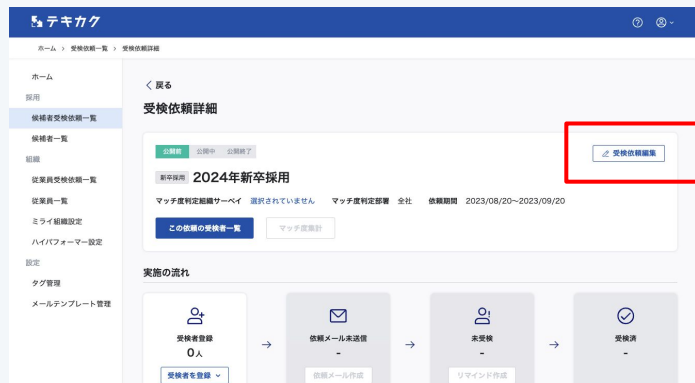 テキカク
ホーム > 受検依頼一覧 > 受検依頼詳細
ホーム
採用
候補者受検依頼一覧
候補者一覧
組織
従業員受検依頼一覧
従業員一覧
ミライ組織設定
ハイパフォーマー設定
設定
タグ管理
メールテンプレート管理
戻る
受検依頼詳細
公開前 公開中 公開終了
受検依頼編集
新卒採用 2024年新卒採用
マッチ度判定組織サーベイ 選択されていません マッチ度判定部署 全社 依頼期間 2023/08/20~2023/09/20
この依頼の受検者一覧 マッチ度集計
実施の流れ
受検者登録
0人
受検者を登録
依頼メール未送信
-
依頼メール作成
未受検
-
リマインド作成
受検済
-